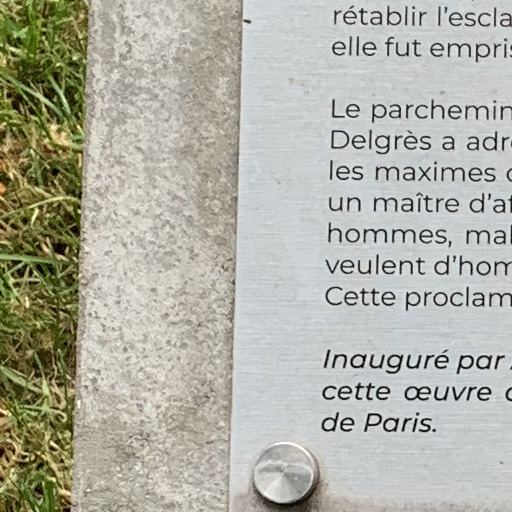 rétablir l'escla
elle fut empris
Le parchemin
Delgrès a adr
les maximes
un maître d'af
hommes, mal
veulent d'hom
Cette proclam
Inauguré par
cette œuvre
de Paris.